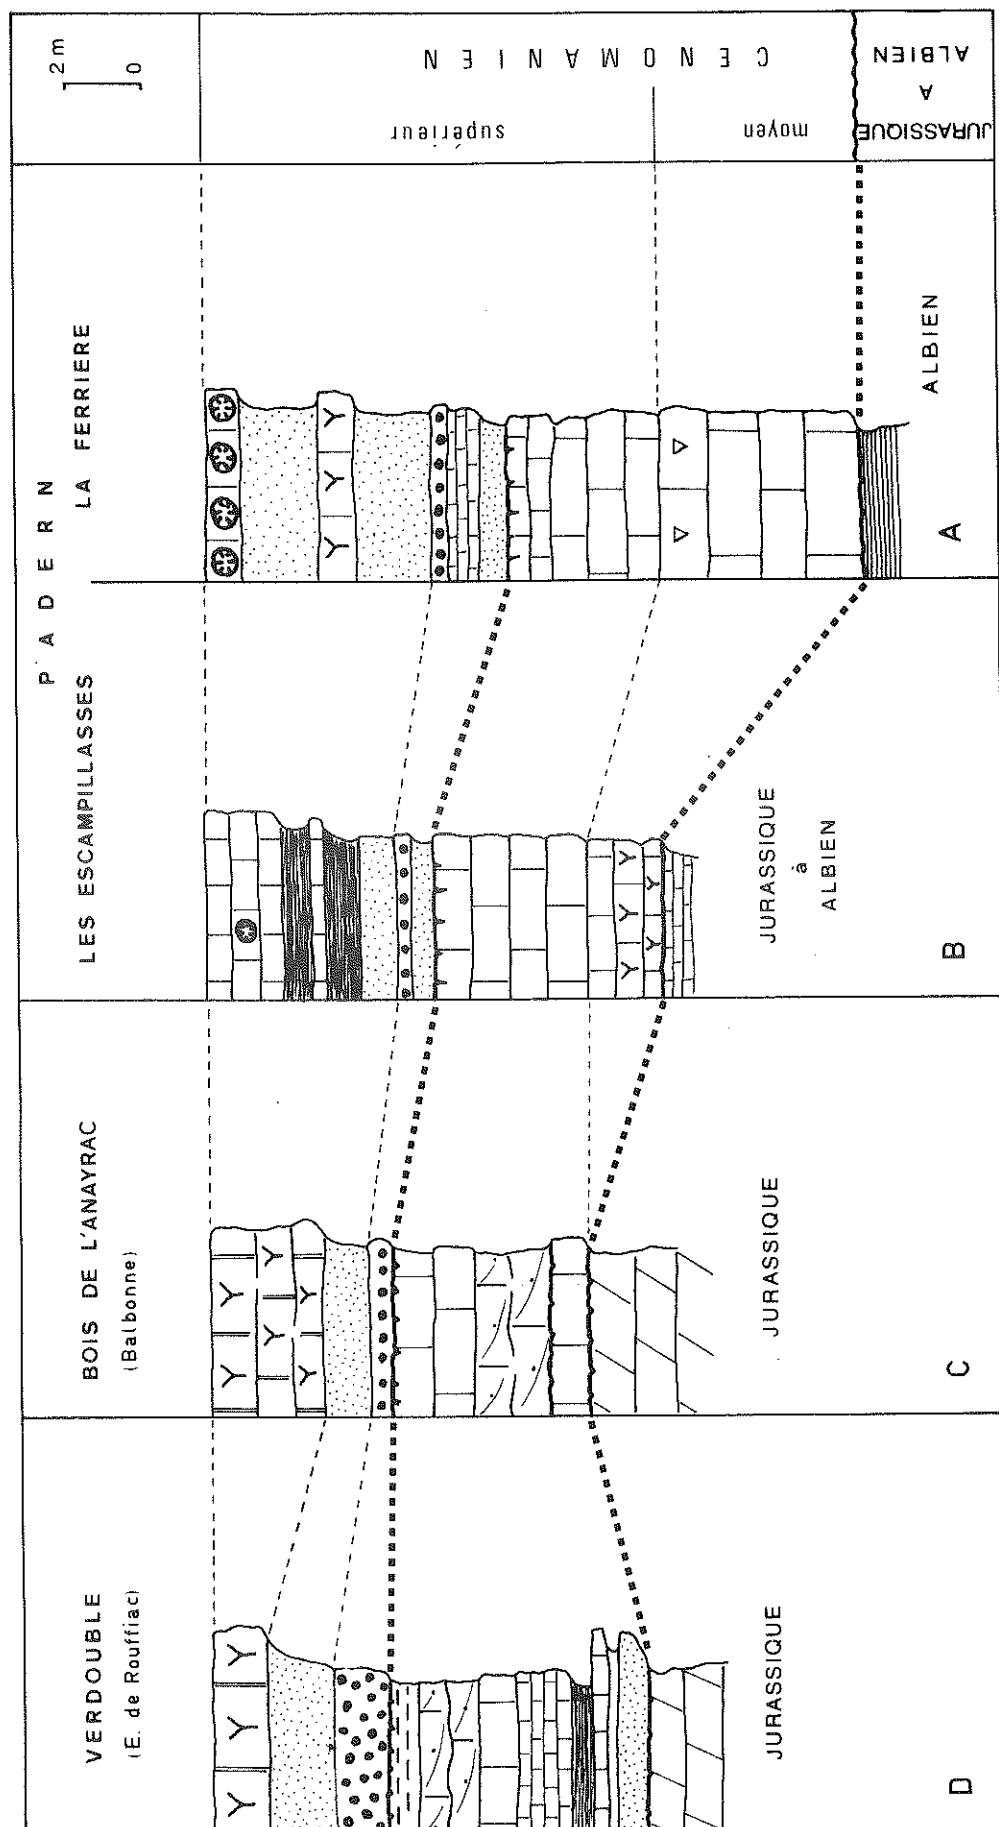 2 m
0
CENOMANIEN
supérieur
moyen
JURASSIQUE
A
ALBIEN
PADERN
LA FERRIERE
ALBIEN
A
LES ESCAMPILLASSES
JURASSIQUE
à
ALBIEN
B
BOIS DE L'ANAYRAC
(Balbonne)
JURASSIQUE
C
VERDOUBLE
(E. de Rouffiac)
JURASSIQUE
D